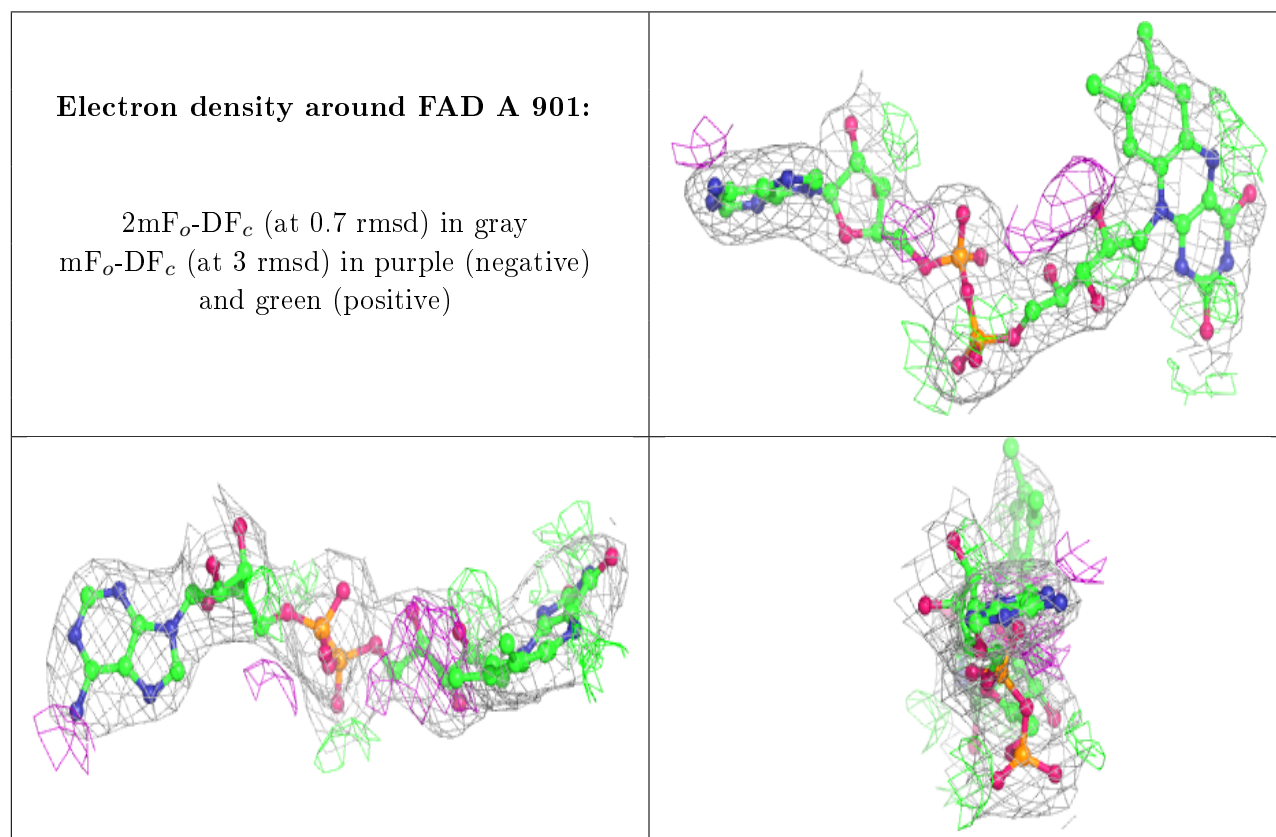 Electron density around FAD A 901:
2mFₒ-DF𝒸 (at 0.7 rmsd) in gray
mFₒ-DF𝒸 (at 3 rmsd) in purple (negative)
and green (positive)